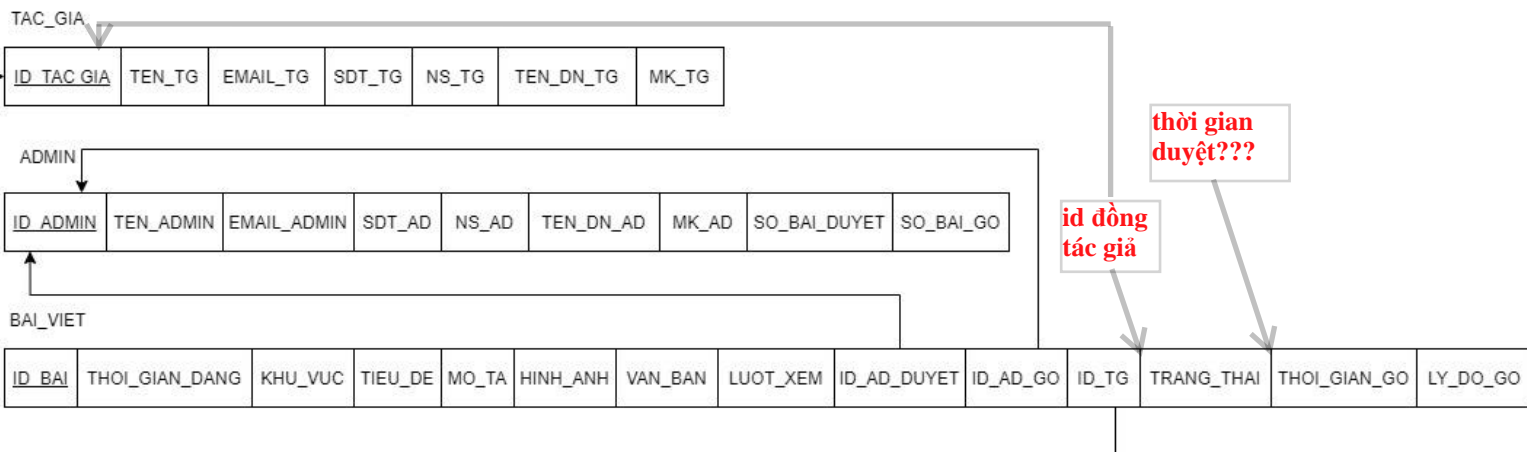 TAC_GIA
ID_TAC GIA TEN_TG EMAIL_TG SDT_TG NS_TG TEN_DN_TG MK_TG
thời gian
duyệt???
ADMIN
ID_ADMIN TEN_ADMIN EMAIL_ADMIN SDT_AD NS_AD TEN_DN_AD MK_AD SO_BAI_DUYET SO_BAI_GO
id đồng
tác giả
BAI_VIET
ID_BAI THOI_GIAN_DANG KHU_VUC TIEU_DE MO_TA HINH_ANH VAN_BAN LUOT_XEM ID_AD_DUYET ID_AD_GO ID_TG TRANG_THAI THOI_GIAN_GO LY_DO_GO